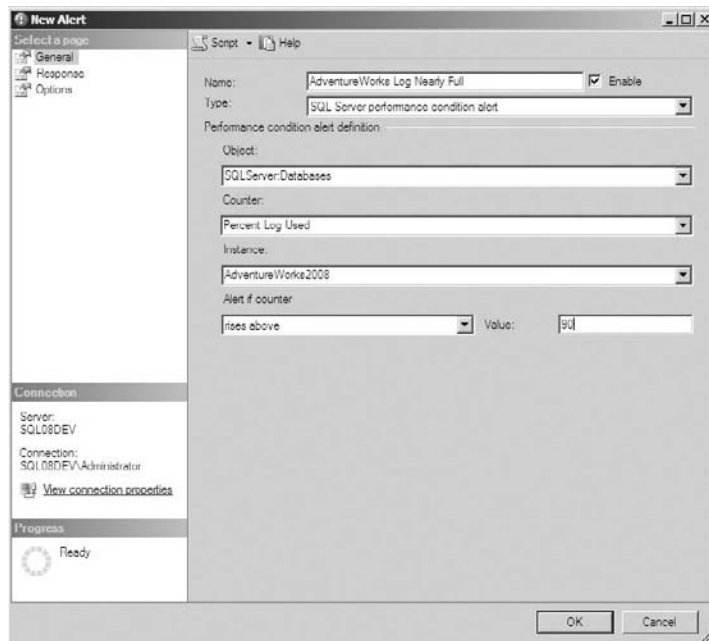 New Alert
Select a page
General
Response
Options
Script
Help
Name:
AdventureWorks Log Nearly Full
Enable
Type:
SQL Server performance condition alert
Performance condition alert definition
Object:
SQLServer:Databases
Counter:
Percent Log Used
Instance:
AdventureWorks2008
Alert if counter
rises above
Value:
90
Connection
Server:
SQL08DEV
Connection:
SQL08DEV\Administrator
View connection properties
Progress
Ready
OK
Cancel